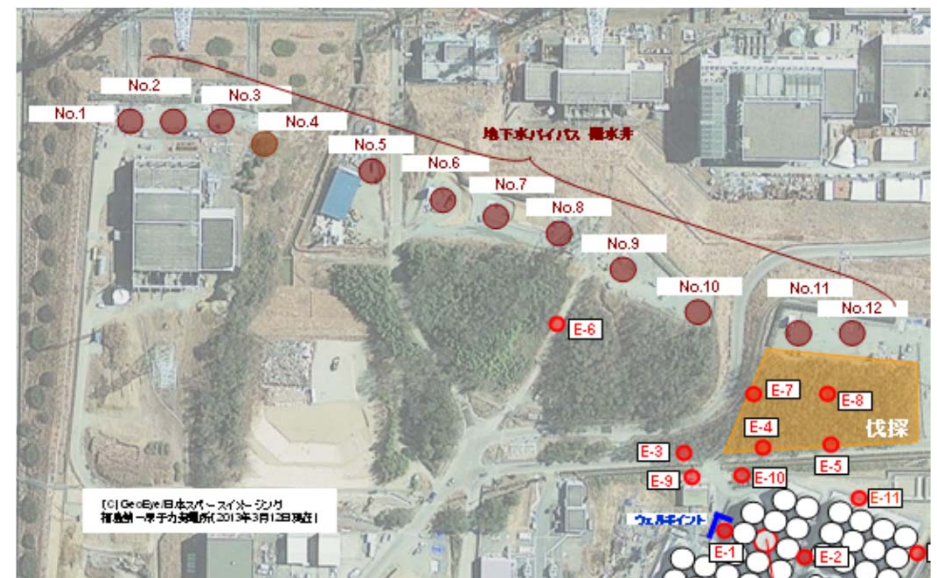 No.1
No.2
No.3
No.4
No.5
No.6
No.7
No.8
No.9
No.10
No.11
No.12
地下水バイパス 揚水井
E-6
E-7
E-8
E-4
伐採
E-3
E-5
E-9
E-10
E-11
ウェルポイント
E-1
E-2
[C]GeoEye/日本スペースイメージング
福島第一原子力発電所(2013年3月12日現在)